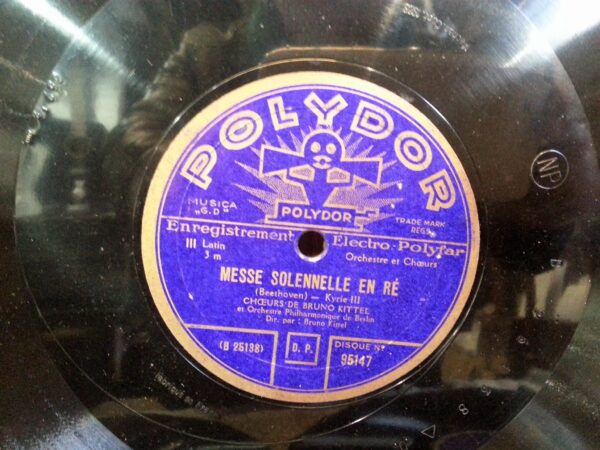 POLYDOR
NP
POLYDOR
MUSICA
„G.D"
TRADE MARK
REGS
Enregistrement Electro-Polyfar
III Latin
Orchestre et Chœurs
3 m
MESSE SOLENNELLE EN RÉ
(Beethoven) – Kyrie III
CHŒURS DE BRUNO KITTEL
et Orchestre Philharmonique de Berlin
Dir. par : Bruno Kittel
(B 25138)
D. P.
DISQUE Nº
95147